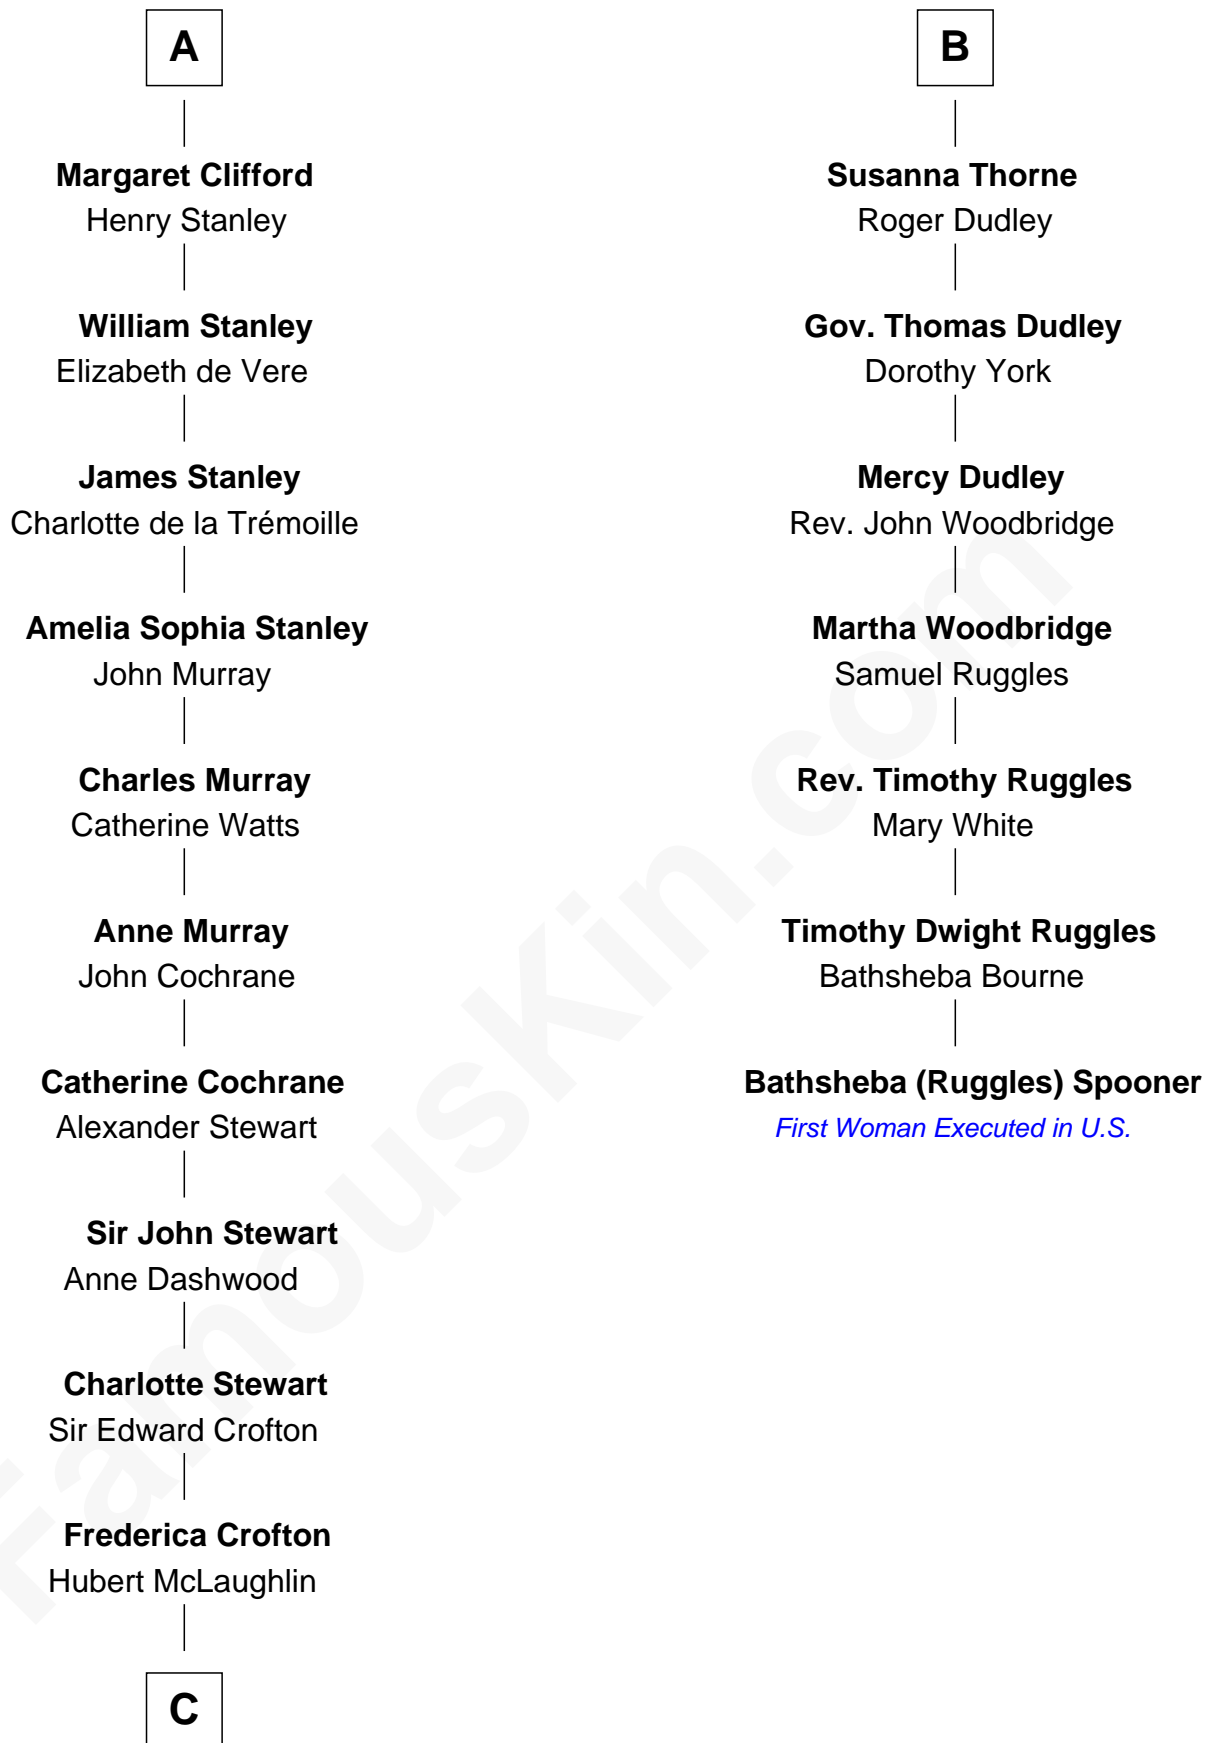 A
Margaret Clifford
Henry Stanley
William Stanley
Elizabeth de Vere
James Stanley
Charlotte de la Trémoille
Amelia Sophia Stanley
John Murray
Charles Murray
Catherine Watts
Anne Murray
John Cochrane
Catherine Cochrane
Alexander Stewart
Sir John Stewart
Anne Dashwood
Charlotte Stewart
Sir Edward Crofton
Frederica Crofton
Hubert McLaughlin
C
B
Susanna Thorne
Roger Dudley
Gov. Thomas Dudley
Dorothy York
Mercy Dudley
Rev. John Woodbridge
Martha Woodbridge
Samuel Ruggles
Rev. Timothy Ruggles
Mary White
Timothy Dwight Ruggles
Bathsheba Bourne
Bathsheba (Ruggles) Spooner
First Woman Executed in U.S.
FamousKin.com